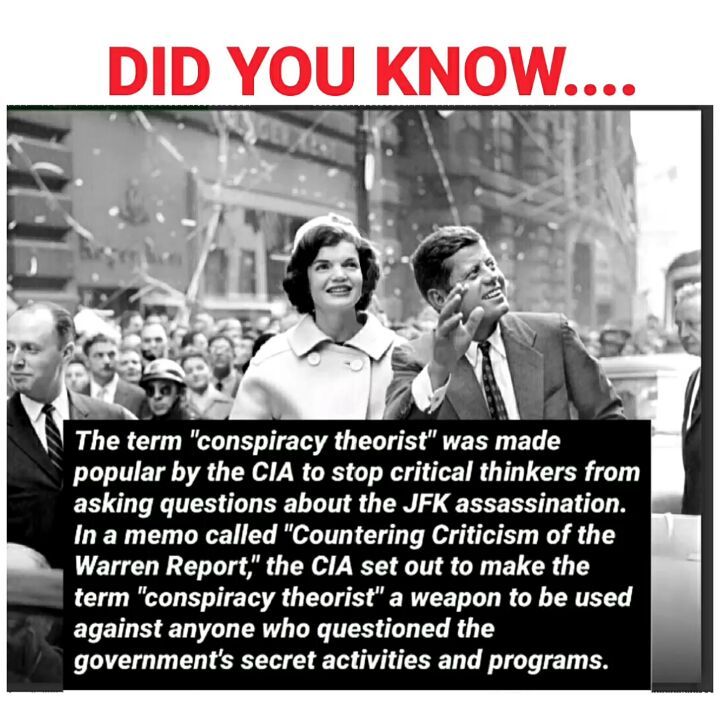 DID YOU KNOW....
The term "conspiracy theorist" was made
popular by the CIA to stop critical thinkers from
asking questions about the JFK assassination.
In a memo called "Countering Criticism of the
Warren Report," the CIA set out to make the
term "conspiracy theorist" a weapon to be used
against anyone who questioned the
government's secret activities and programs.